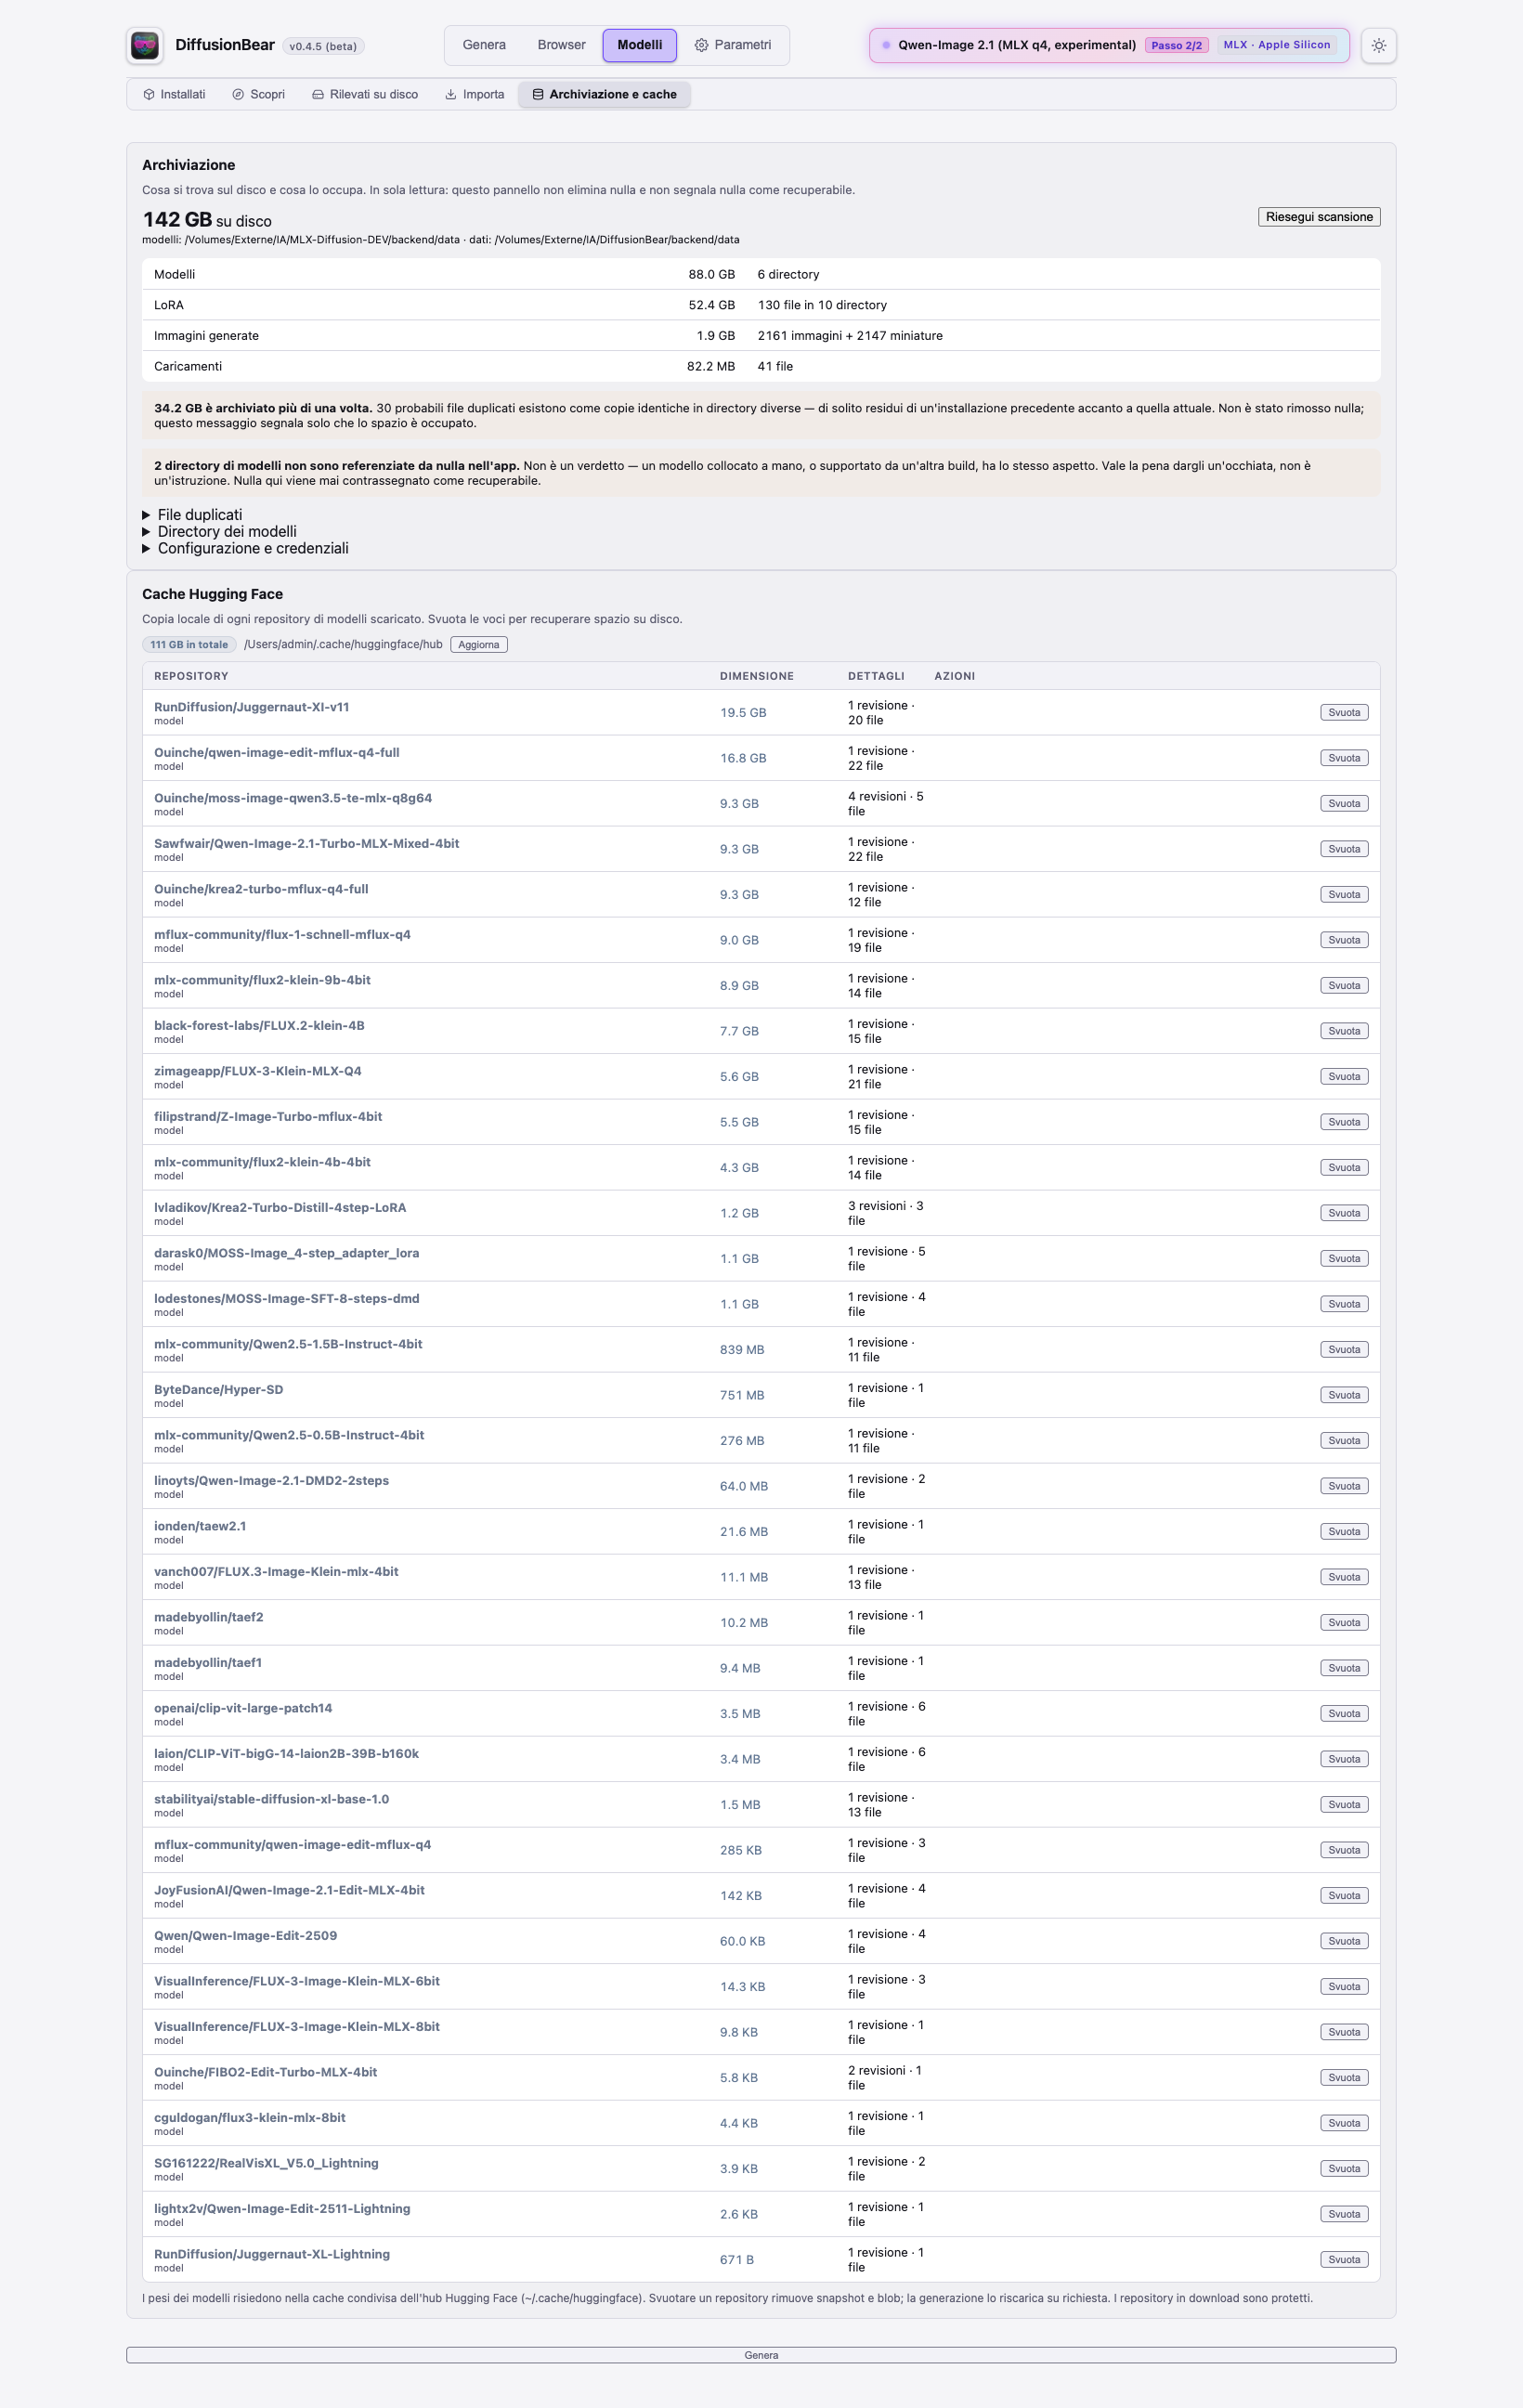 DiffusionBear v0.4.5 (beta) Genera Browser Modelli Parametri Qwen-Image 2.1 (MLX q4, experimental) Passo 2/2 MLX · Apple Silicon
Installati Scopri Rilevati su disco Importa Archiviazione e cache
Archiviazione
Cosa si trova sul disco e cosa lo occupa. In sola lettura: questo pannello non elimina nulla e non segnala nulla come recuperabile.
142 GB su disco Riesegui scansione
modelli: /Volumes/Externe/IA/MLX-Diffusion-DEV/backend/data · dati: /Volumes/Externe/IA/DiffusionBear/backend/data
Modelli 88.0 GB 6 directory
LoRA 52.4 GB 130 file in 10 directory
Immagini generate 1.9 GB 2161 immagini + 2147 miniature
Caricamenti 82.2 MB 41 file
34.2 GB è archiviato più di una volta. 30 probabili file duplicati esistono come copie identiche in directory diverse — di solito residui di un'installazione precedente accanto a quella attuale. Non è stato rimosso nulla;
questo messaggio segnala solo che lo spazio è occupato.
2 directory di modelli non sono referenziate da nulla nell'app. Non è un verdetto — un modello collocato a mano, o supportato da un'altra build, ha lo stesso aspetto. Vale la pena dargli un'occhiata, non è
un'istruzione. Nulla qui viene mai contrassegnato come recuperabile.
File duplicati
Directory dei modelli
Configurazione e credenziali
Cache Hugging Face
Copia locale di ogni repository di modelli scaricato. Svuota le voci per recuperare spazio su disco.
111 GB in totale /Users/admin/.cache/huggingface/hub Aggiorna
REPOSITORY DIMENSIONE DETTAGLI AZIONI
RunDiffusion/Juggernaut-XI-v11
model
19.5 GB
1 revisione ·
20 file
Svuota
Ouinche/qwen-image-edit-mflux-q4-full
model
16.8 GB
1 revisione ·
22 file
Svuota
Ouinche/moss-image-qwen3.5-te-mlx-q8g64
model
9.3 GB
4 revisioni · 5
file
Svuota
Sawfwair/Qwen-Image-2.1-Turbo-MLX-Mixed-4bit
model
9.3 GB
1 revisione ·
22 file
Svuota
Ouinche/krea2-turbo-mflux-q4-full
model
9.3 GB
1 revisione ·
12 file
Svuota
mflux-community/flux-1-schnell-mflux-q4
model
9.0 GB
1 revisione ·
19 file
Svuota
mlx-community/flux2-klein-9b-4bit
model
8.9 GB
1 revisione ·
14 file
Svuota
black-forest-labs/FLUX.2-klein-4B
model
7.7 GB
1 revisione ·
15 file
Svuota
zimageapp/FLUX-3-Klein-MLX-Q4
model
5.6 GB
1 revisione ·
21 file
Svuota
filipstrand/Z-Image-Turbo-mflux-4bit
model
5.5 GB
1 revisione ·
15 file
Svuota
mlx-community/flux2-klein-4b-4bit
model
4.3 GB
1 revisione ·
14 file
Svuota
lvladikov/Krea2-Turbo-Distill-4step-LoRA
model
1.2 GB
3 revisioni · 3
file
Svuota
darask0/MOSS-Image_4-step_adapter_lora
model
1.1 GB
1 revisione · 5
file
Svuota
lodestones/MOSS-Image-SFT-8-steps-dmd
model
1.1 GB
1 revisione · 4
file
Svuota
mlx-community/Qwen2.5-1.5B-Instruct-4bit
model
839 MB
1 revisione ·
11 file
Svuota
ByteDance/Hyper-SD
model
751 MB
1 revisione · 1
file
Svuota
mlx-community/Qwen2.5-0.5B-Instruct-4bit
model
276 MB
1 revisione ·
11 file
Svuota
linoyts/Qwen-Image-2.1-DMD2-2steps
model
64.0 MB
1 revisione · 2
file
Svuota
ionden/taew2.1
model
21.6 MB
1 revisione · 1
file
Svuota
vanch007/FLUX.3-Image-Klein-mlx-4bit
model
11.1 MB
1 revisione ·
13 file
Svuota
madebyollin/taef2
model
10.2 MB
1 revisione · 1
file
Svuota
madebyollin/taef1
model
9.4 MB
1 revisione · 1
file
Svuota
openai/clip-vit-large-patch14
model
3.5 MB
1 revisione · 6
file
Svuota
laion/CLIP-ViT-bigG-14-laion2B-39B-b160k
model
3.4 MB
1 revisione · 6
file
Svuota
stabilityai/stable-diffusion-xl-base-1.0
model
1.5 MB
1 revisione ·
13 file
Svuota
mflux-community/qwen-image-edit-mflux-q4
model
285 KB
1 revisione · 3
file
Svuota
JoyFusionAI/Qwen-Image-2.1-Edit-MLX-4bit
model
142 KB
1 revisione · 4
file
Svuota
Qwen/Qwen-Image-Edit-2509
model
60.0 KB
1 revisione · 4
file
Svuota
VisualInference/FLUX-3-Image-Klein-MLX-6bit
model
14.3 KB
1 revisione · 3
file
Svuota
VisualInference/FLUX-3-Image-Klein-MLX-8bit
model
9.8 KB
1 revisione · 1
file
Svuota
Ouinche/FIBO2-Edit-Turbo-MLX-4bit
model
5.8 KB
2 revisioni · 1
file
Svuota
cguldogan/flux3-klein-mlx-8bit
model
4.4 KB
1 revisione · 1
file
Svuota
SG161222/RealVisXL_V5.0_Lightning
model
3.9 KB
1 revisione · 2
file
Svuota
lightx2v/Qwen-Image-Edit-2511-Lightning
model
2.6 KB
1 revisione · 1
file
Svuota
RunDiffusion/Juggernaut-XL-Lightning
model
671 B
1 revisione · 1
file
Svuota
I pesi dei modelli risiedono nella cache condivisa dell'hub Hugging Face (~/.cache/huggingface). Svuotare un repository rimuove snapshot e blob; la generazione lo riscarica su richiesta. I repository in download sono protetti.
Genera